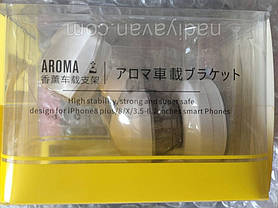 www.nadiyavan.com
AROMA
香薰车载支架
アロマ車載ブラケット
High stability,strong and super safe
design for iPhone8 plus/8/X/3.5-6. inches smart Phones